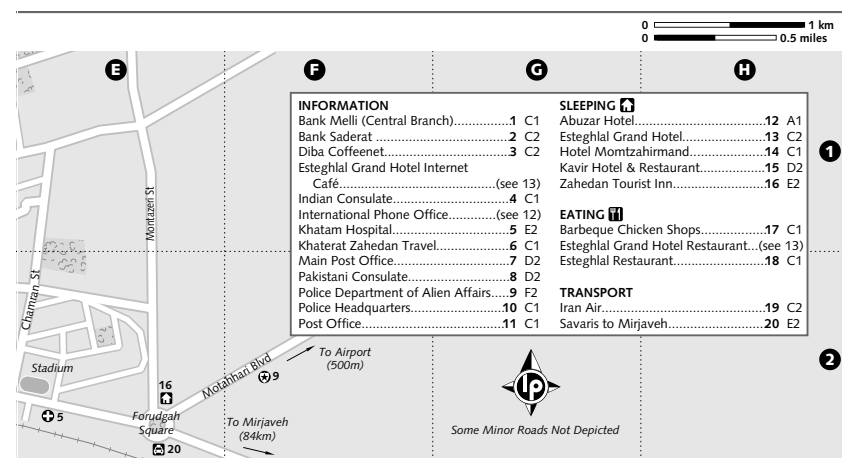 0 1 km
0 0.5 miles
E F G H
INFORMATION
Bank Melli (Central Branch)...............1 C1
Bank Saderat ..............................2 C2
Diba Coffeenet.............................3 C2
Esteghlal Grand Hotel Internet
Café...................................(see 13)
Indian Consulate...........................4 C1
International Phone Office...........(see 12)
Khatam Hospital............................5 E2
Khaterat Zahedan Travel....................6 C1
Main Post Office...........................7 D2
Pakistani Consulate........................8 D2
Police Department of Alien Affairs.....9 F2
Police Headquarters.......................10 C1
Post Office...............................11 C1
SLEEPING
Abuzar Hotel..............................12 A1
Esteghlal Grand Hotel.....................13 C2
Hotel Momtzahirmand.......................14 C1
Kavir Hotel & Restaurant..................15 D2
Zahedan Tourist Inn.......................16 E2
EATING
Barbeque Chicken Shops....................17 C1
Esteghlal Grand Hotel Restaurant...(see 13)
Esteghlal Restaurant......................18 C1
TRANSPORT
Iran Air..................................19 C2
Savaris to Mirjaveh.......................20 E2
1
Montazeri St
Chamran St
Stadium
16
5
Forudgah
Square
20
Motahhari Blvd
9
To Airport
(500m)
To Mirjaveh
(84km)
lp
Some Minor Roads Not Depicted
2